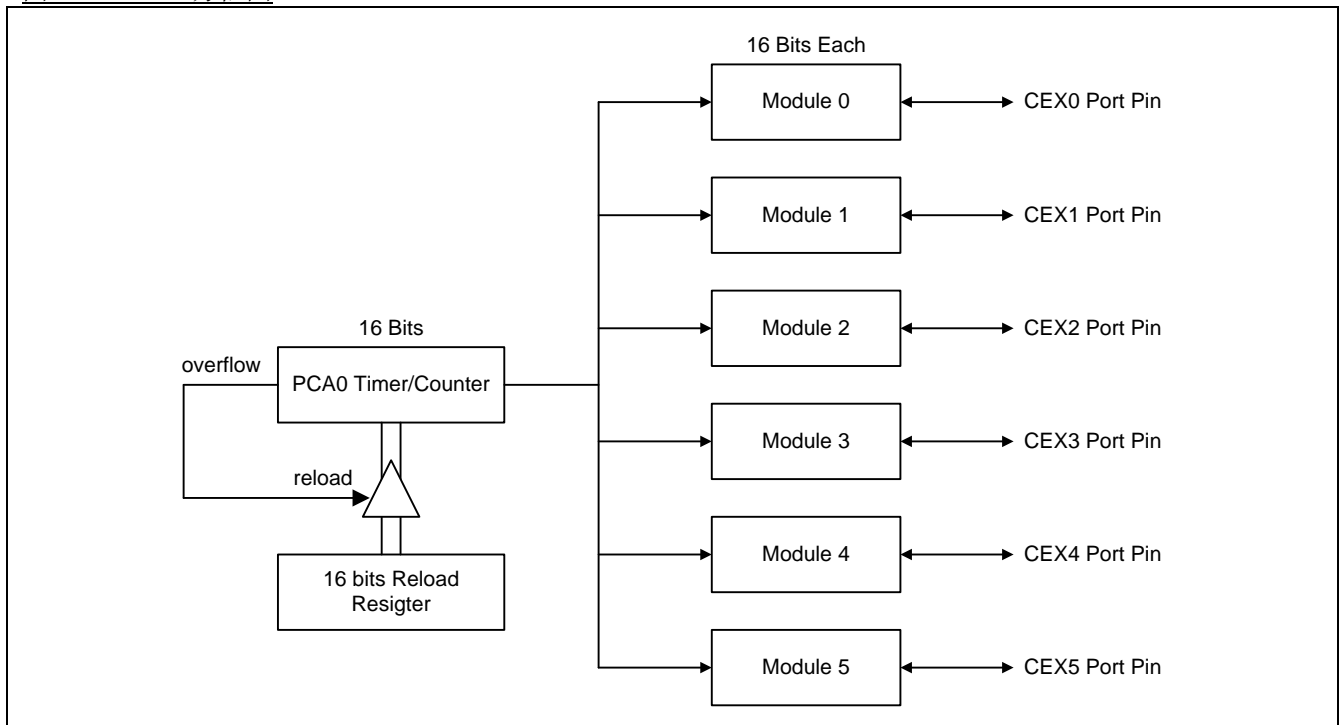 16 Bits Each
Module 0
CEX0 Port Pin
Module 1
CEX1 Port Pin
Module 2
CEX2 Port Pin
16 Bits
overflow
PCA0 Timer/Counter
Module 3
CEX3 Port Pin
reload
Module 4
CEX4 Port Pin
16 bits Reload
Resigter
Module 5
CEX5 Port Pin